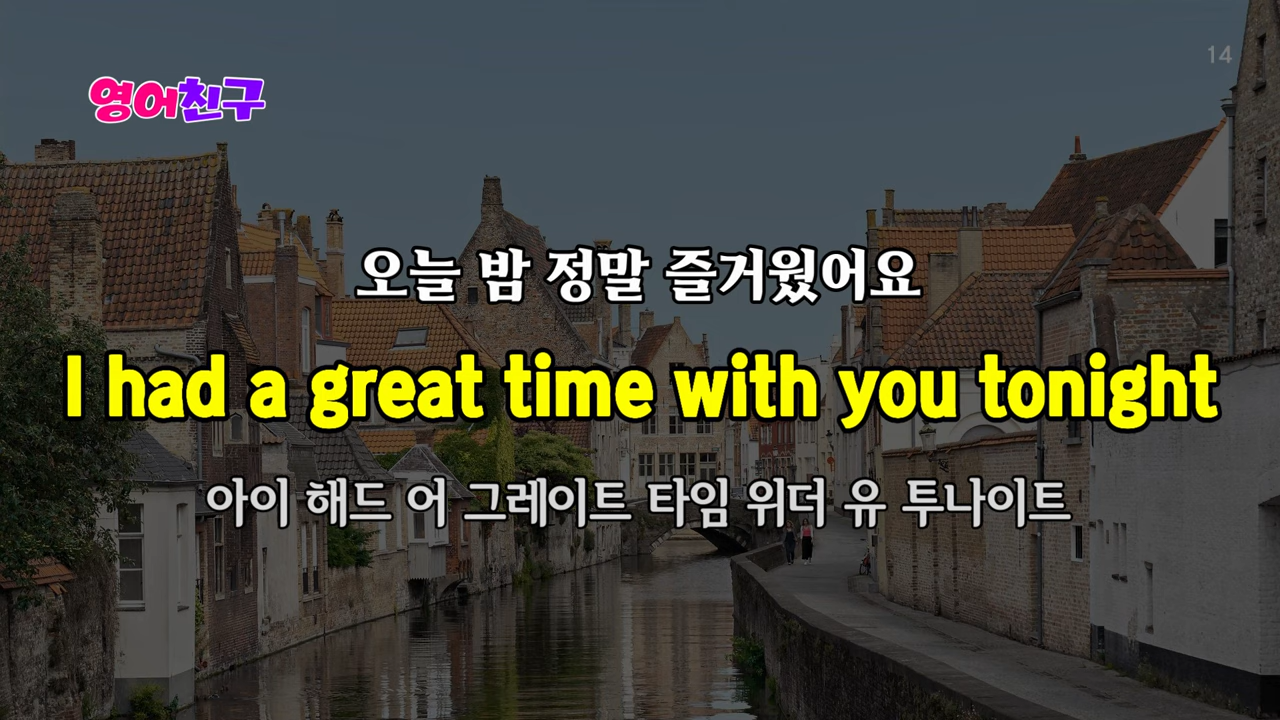 14
영어친구
오늘 밤 정말 즐거웠어요
I had a great time with you tonight
아이 해드 어 그레이트 타임 위더 유 투나이트